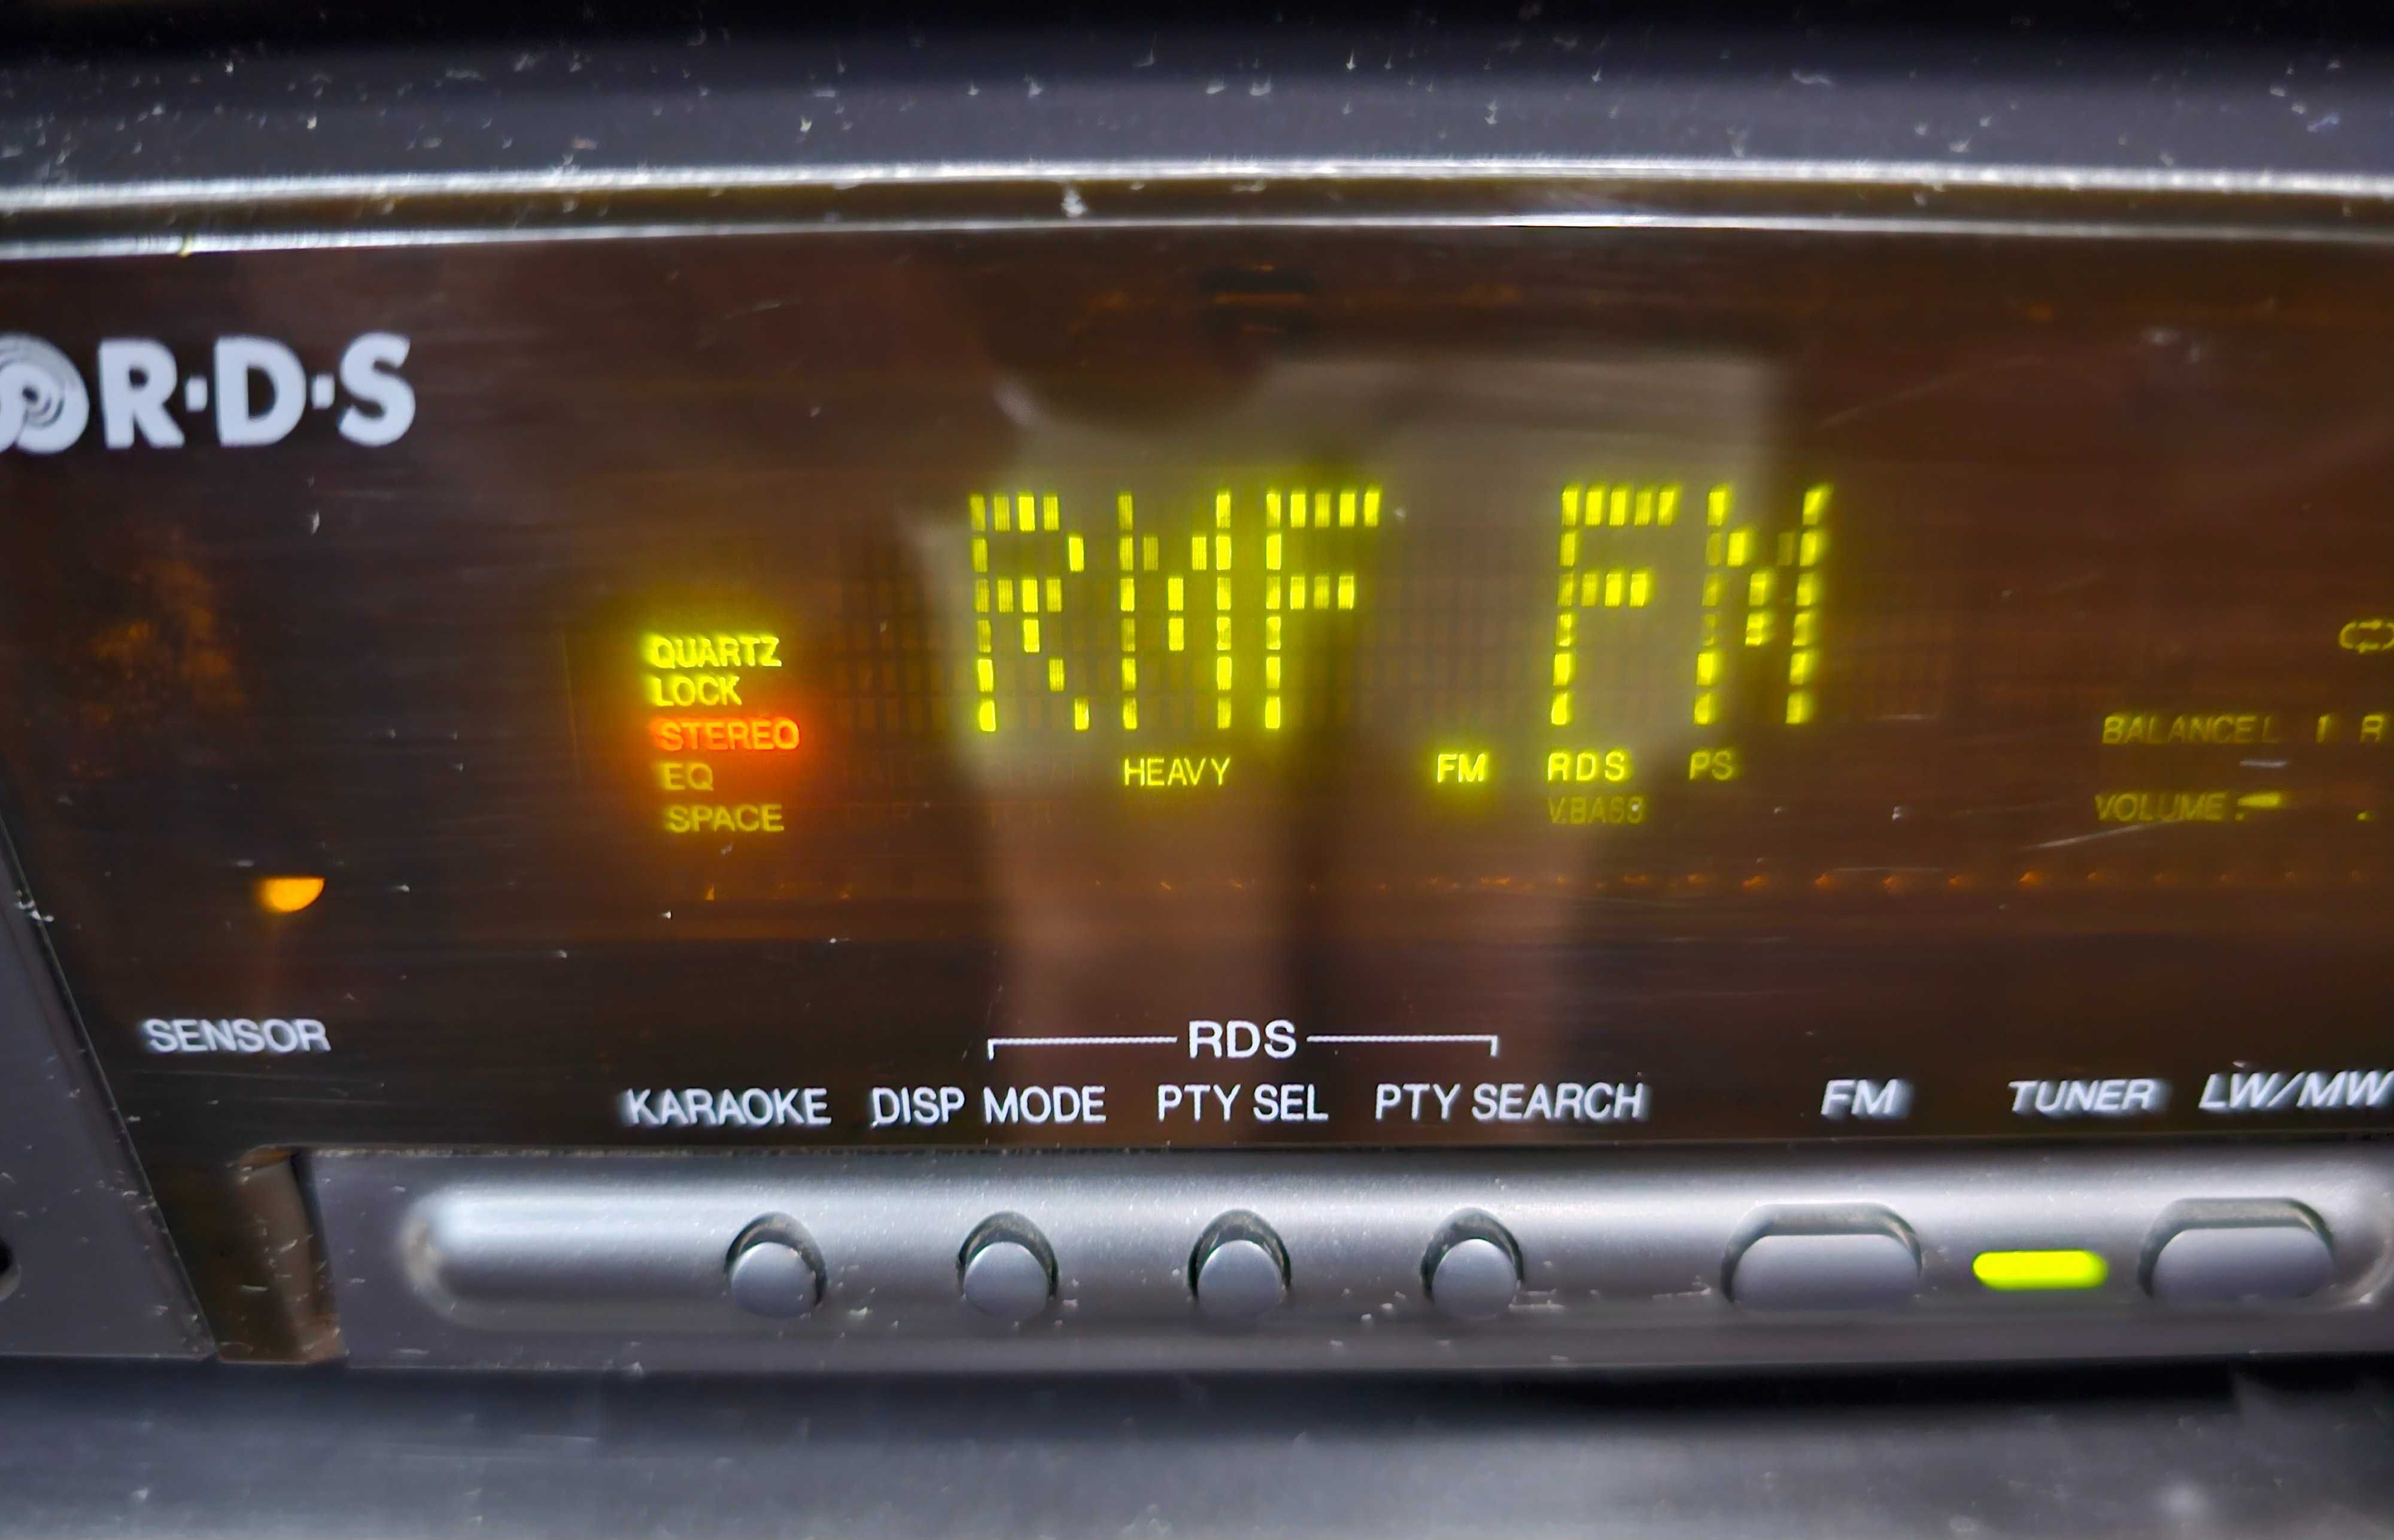 R·D·S
RMF FM
QUARTZ
LOCK
STEREO
EQ
SPACE
HEAVY FM RDS PS
V.BASS
BALANCE L R
VOLUME
SENSOR
RDS
KARAOKE DISP MODE PTY SEL PTY SEARCH FM TUNER LW/MW